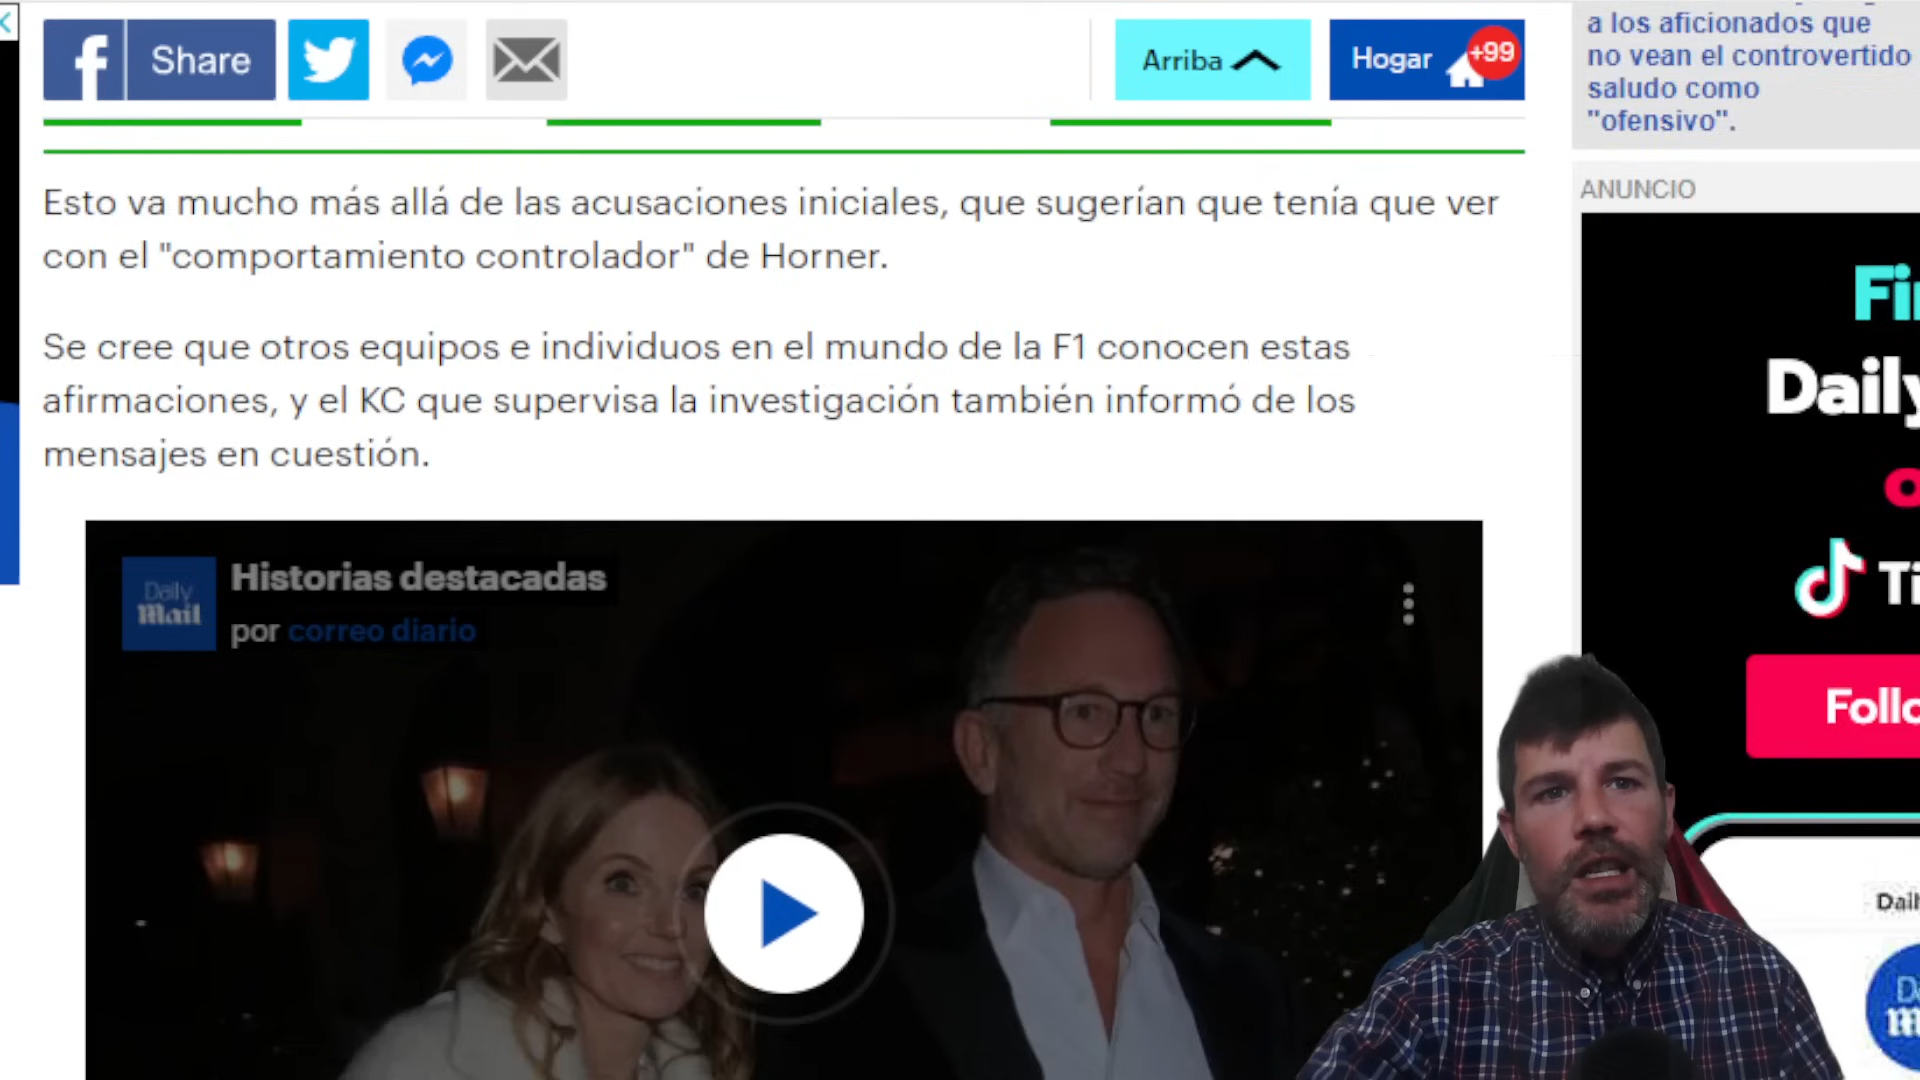 Share
Arriba
Hogar
+99
a los aficionados que
no vean el controvertido
saludo como
"ofensivo".
ANUNCIO
Esto va mucho más allá de las acusaciones iniciales, que sugerían que tenía que ver
con el "comportamiento controlador" de Horner.
Se cree que otros equipos e individuos en el mundo de la F1 conocen estas
afirmaciones, y el KC que supervisa la investigación también informó de los
mensajes en cuestión.
Daily
Mail
Historias destacadas
por correo diario
Daily